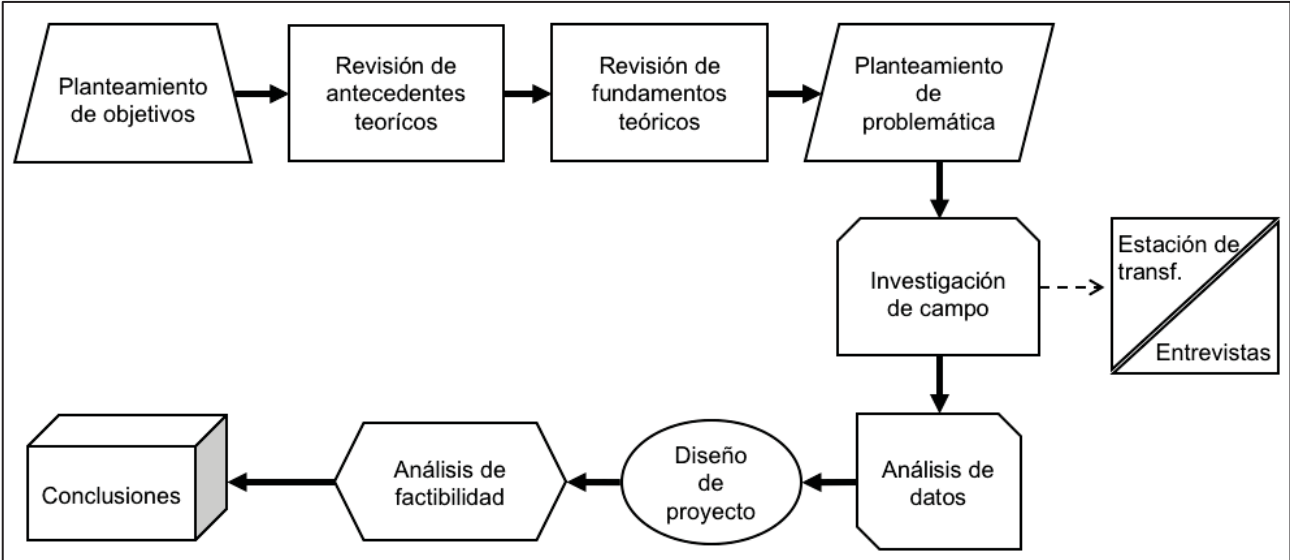 Planteamiento
de objetivos
Revisión de
antecedentes
teorícos
Revisión de
fundamentos
teóricos
Planteamiento
de
problemática
Investigación
de campo
Estación de
transf.
Entrevistas
Análisis de
datos
Diseño
de
proyecto
Análisis de
factibilidad
Conclusiones